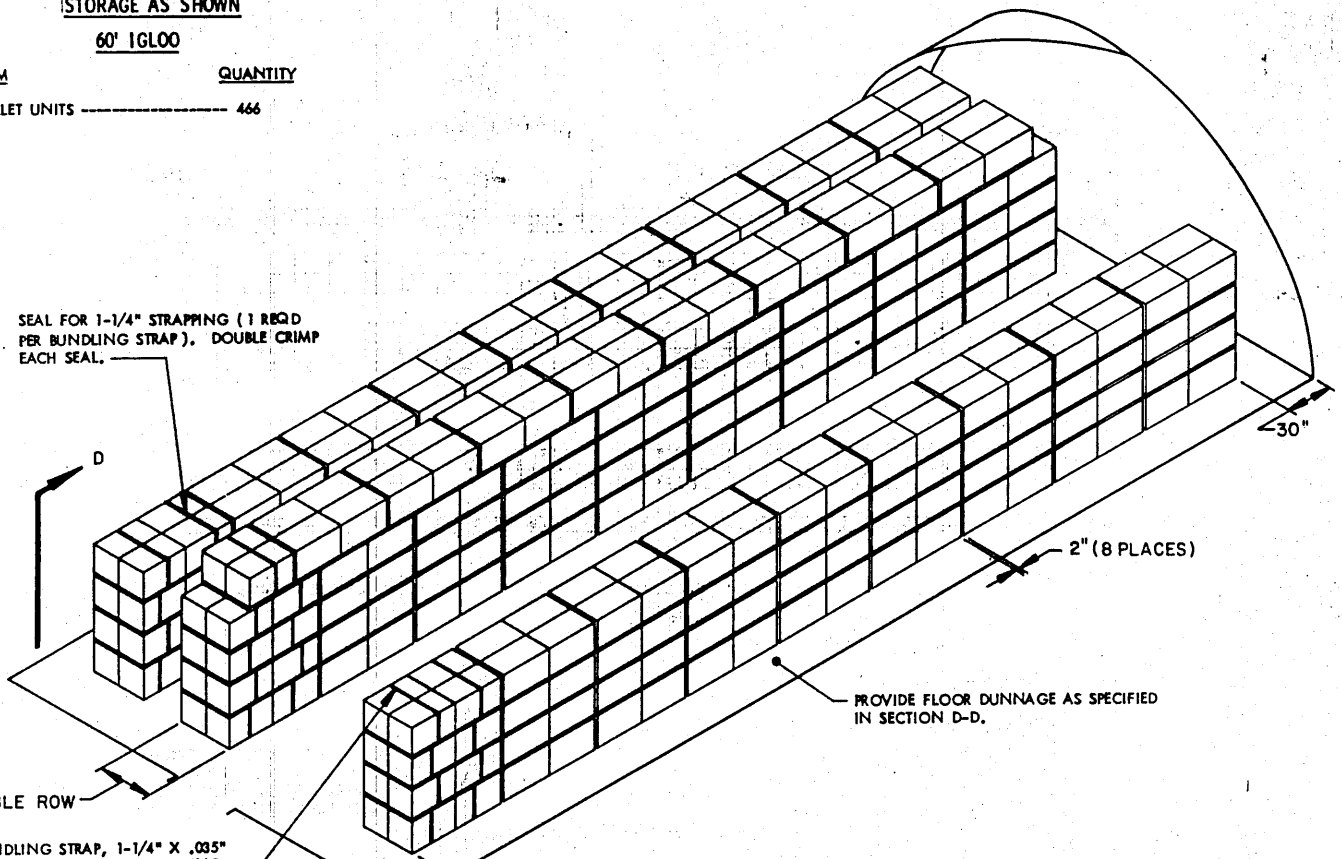 STORAGE AS SHOWN
60' IGLOO
QUANTITY
LET UNITS ------------------ 466
SEAL FOR 1-1/4" STRAPPING (1 REQD
PER BUNDLING STRAP). DOUBLE CRIMP
EACH SEAL.
D
30"
2" (8 PLACES)
PROVIDE FLOOR DUNNAGE AS SPECIFIED
IN SECTION D-D.
LE ROW
DLING STRAP, 1-1/4" X .035"